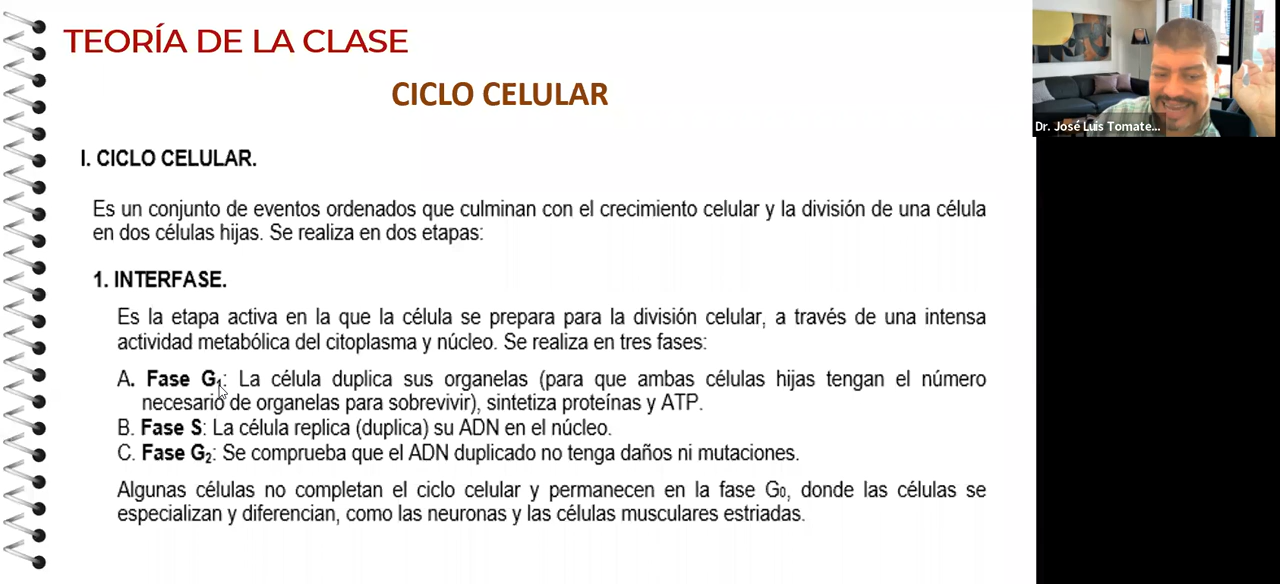 TEORÍA DE LA CLASE
CICLO CELULAR
Dr. José Luis Tomate...
I. CICLO CELULAR.
Es un conjunto de eventos ordenados que culminan con el crecimiento celular y la división de una célula
en dos células hijas. Se realiza en dos etapas:
1. INTERFASE.
Es la etapa activa en la que la célula se prepara para la división celular, a través de una intensa
actividad metabólica del citoplasma y núcleo. Se realiza en tres fases:
A. Fase G₁: La célula duplica sus organelas (para que ambas células hijas tengan el número
necesario de organelas para sobrevivir), sintetiza proteínas y ATP.
B. Fase S: La célula replica (duplica) su ADN en el núcleo.
C. Fase G₂: Se comprueba que el ADN duplicado no tenga daños ni mutaciones.
Algunas células no completan el ciclo celular y permanecen en la fase G₀, donde las células se
especializan y diferencian, como las neuronas y las células musculares estriadas.